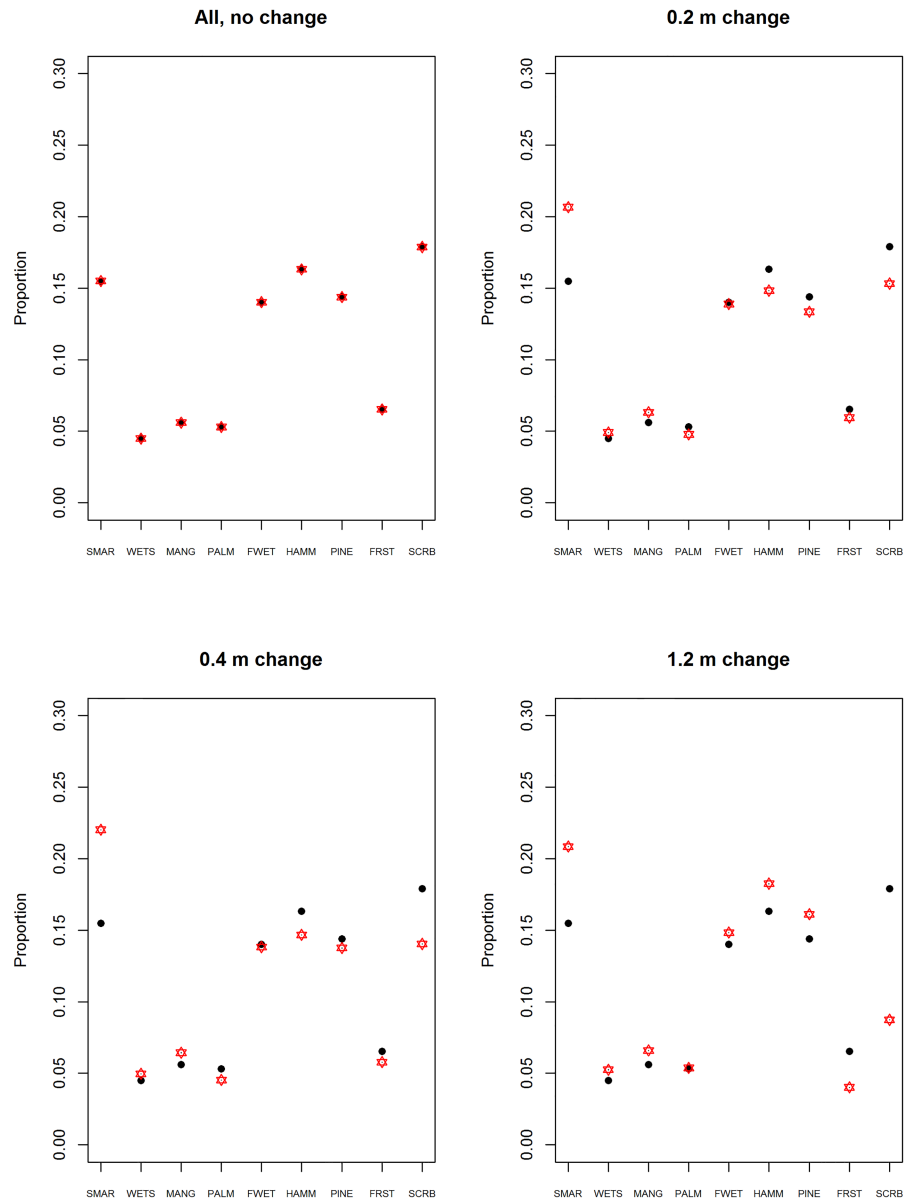 All, no change
0.30
0.25
0.20
0.15
0.10
0.05
0.00
Proportion
SMAR WETS MANG PALM FWET HAMM PINE FRST SCRB
0.2 m change
0.30
0.25
0.20
0.15
0.10
0.05
0.00
Proportion
SMAR WETS MANG PALM FWET HAMM PINE FRST SCRB
0.4 m change
0.30
0.25
0.20
0.15
0.10
0.05
0.00
Proportion
SMAR WETS MANG PALM FWET HAMM PINE FRST SCRB
1.2 m change
0.30
0.25
0.20
0.15
0.10
0.05
0.00
Proportion
SMAR WETS MANG PALM FWET HAMM PINE FRST SCRB